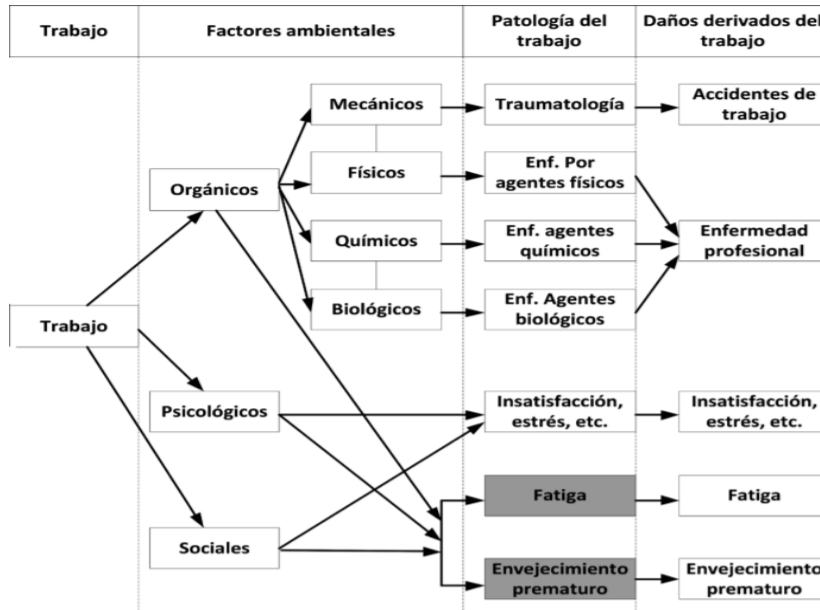 Trabajo
Factores ambientales
Patología del
trabajo
Daños derivados del
trabajo
Mecánicos
Traumatología
Accidentes de
trabajo
Orgánicos
Físicos
Enf. Por
agentes físicos
Químicos
Enf. agentes
químicos
Enfermedad
profesional
Biológicos
Enf. Agentes
biológicos
Trabajo
Psicológicos
Insatisfacción,
estrés, etc.
Insatisfacción,
estrés, etc.
Fatiga
Fatiga
Sociales
Envejecimiento
prematuro
Envejecimiento
prematuro